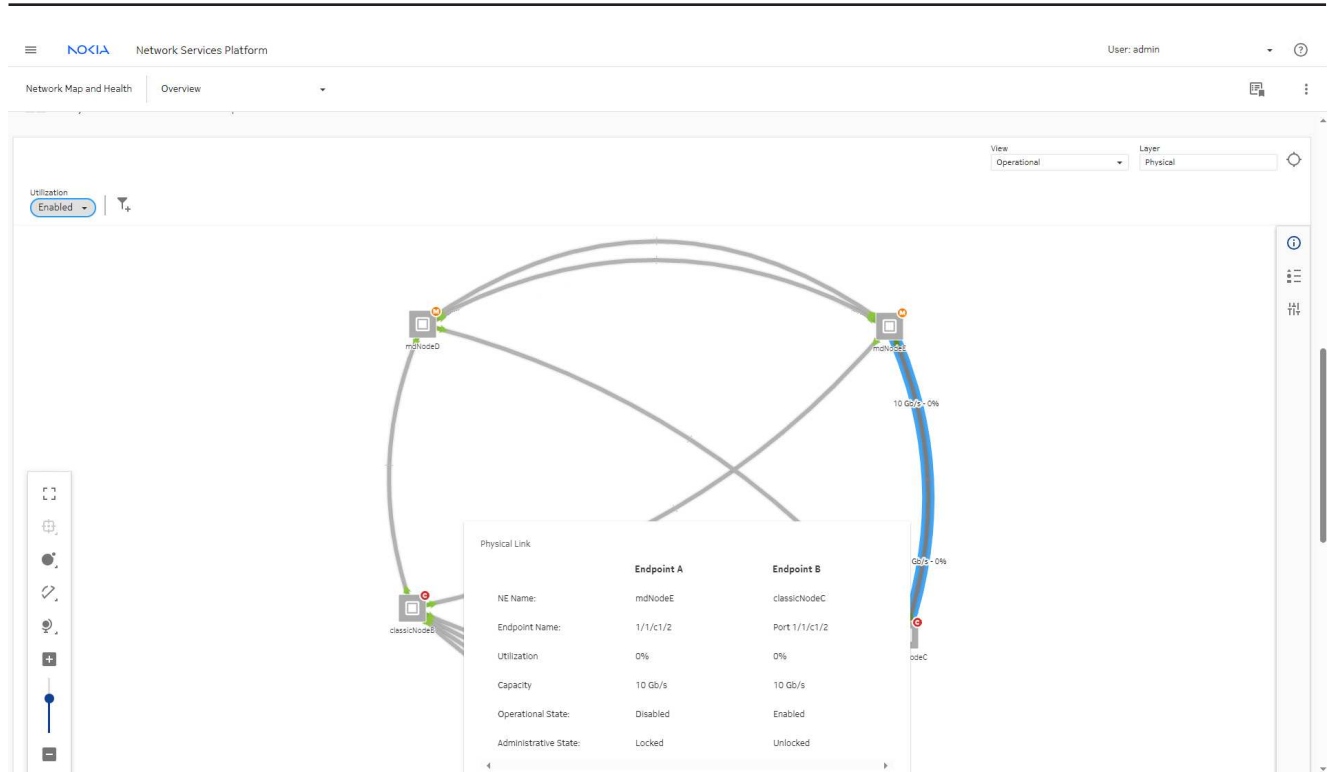 NOKIA Network Services Platform User: admin
Network Map and Health Overview
View Layer
Operational Physical
Utilization
Enabled
M M
mdNodeD mdNodeE
10 Gb/s - 0%
Physical Link
Gb/s - 0%
Endpoint A Endpoint B
NE Name: mdNodeE classicNodeC
C C
Endpoint Name: 1/1/c1/2 Port 1/1/c1/2
classicNodeB
Utilization 0% 0%
odeC
Capacity 10 Gb/s 10 Gb/s
Operational State: Disabled Enabled
Administrative State: Locked Unlocked